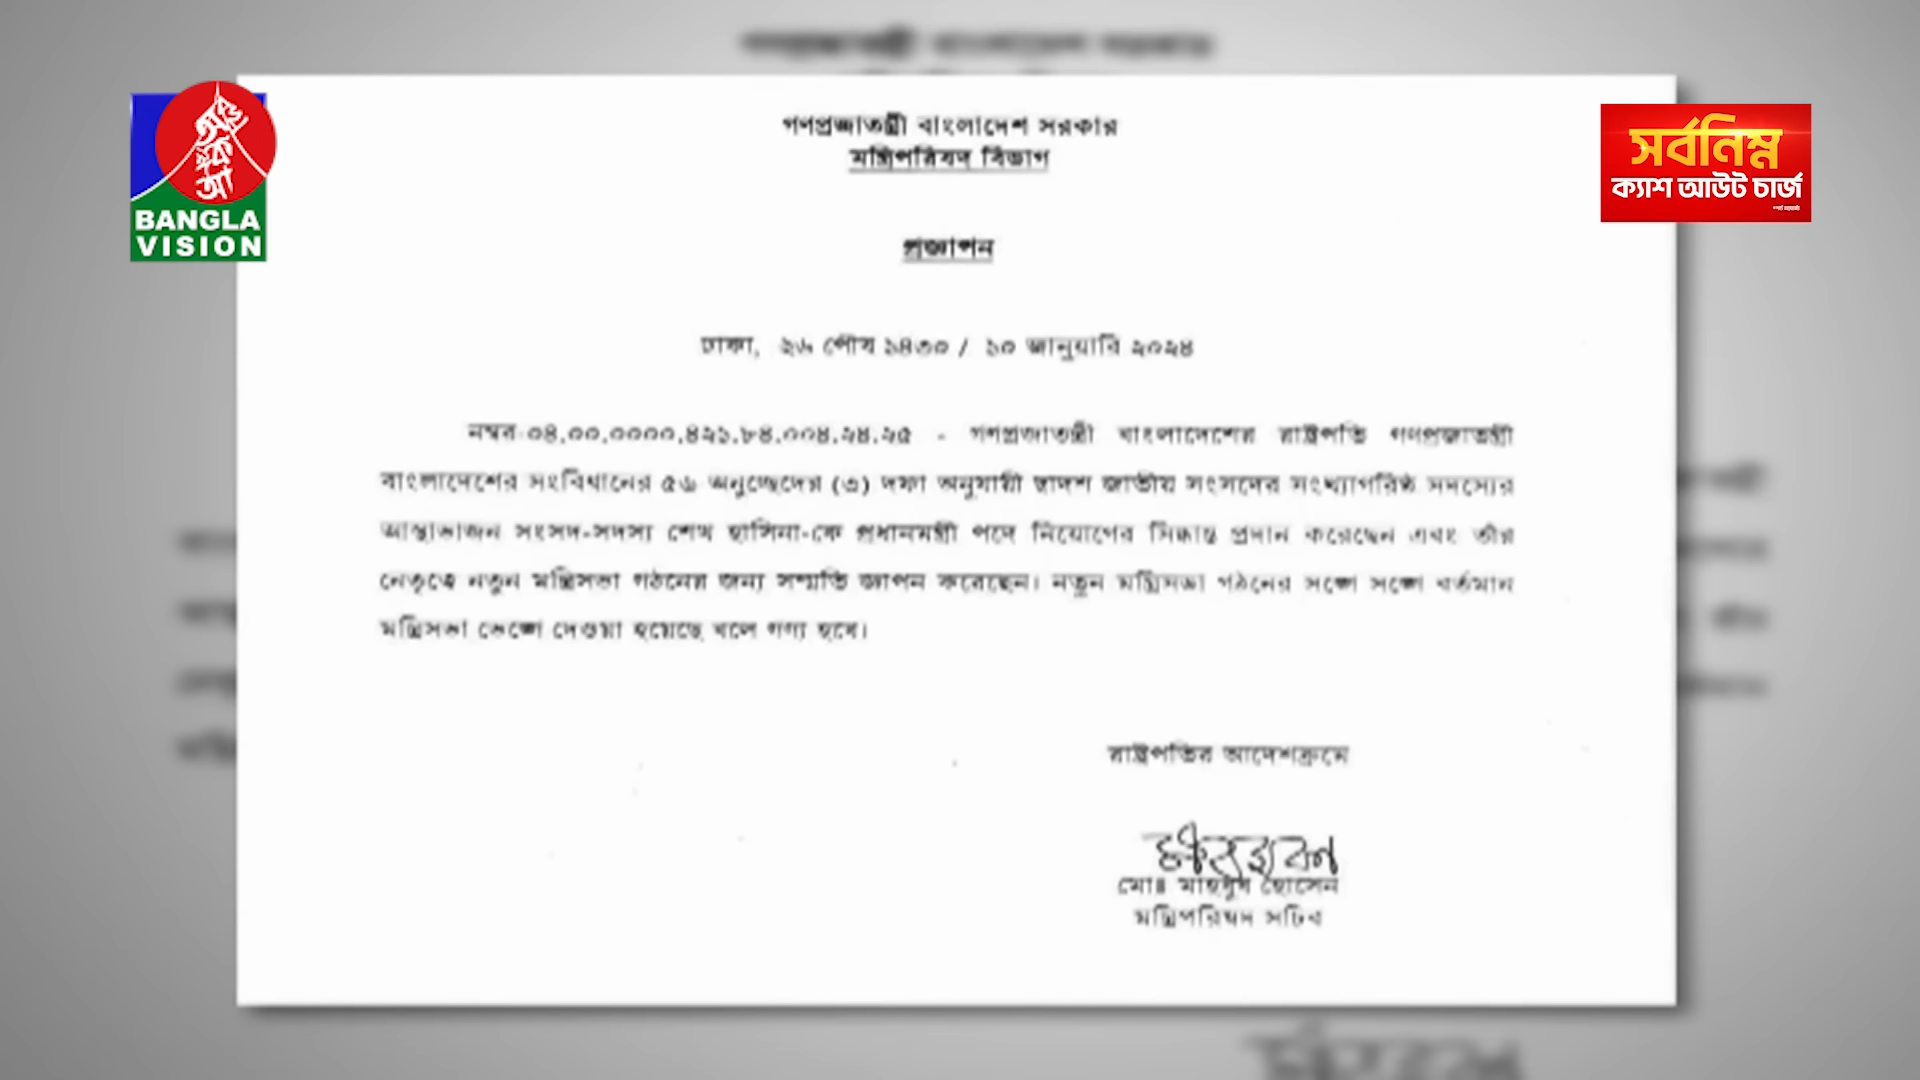 গণপ্রজাতন্ত্রী বাংলাদেশ সরকার
মন্ত্রিপরিষদ বিভাগ
BANGLA
VISION
সর্বনিম্ন
ক্যাশ আউট চার্জ
প্রজ্ঞাপন
ঢাকা, ২৬ পৌষ ১৪৩০ / ১০ জানুয়ারি ২০২৪
নম্বর-০৪.০০.০০০০.৪২১.৮৪.০০৪.২৪.২৫ - গণপ্রজাতন্ত্রী বাংলাদেশের রাষ্ট্রপতি গণপ্রজাতন্ত্রী
বাংলাদেশের সংবিধানের ৫৬ অনুচ্ছেদের (৩) দফা অনুযায়ী দ্বাদশ জাতীয় সংসদের সংখ্যাগরিষ্ঠ সদস্যের
আস্থাভাজন সংসদ-সদস্য শেখ হাসিনা-কে প্রধানমন্ত্রী পদে নিয়োগের সিদ্ধান্ত প্রদান করেছেন এবং তাঁর
নেতৃত্বে নতুন মন্ত্রিসভা গঠনের জন্য সম্মতি জ্ঞাপন করেছেন। নতুন মন্ত্রিসভা গঠনের সঙ্গে সঙ্গে বর্তমান
মন্ত্রিসভা ভেঙ্গে দেওয়া হয়েছে বলে গণ্য হবে।
রাষ্ট্রপতির আদেশক্রমে
মোঃ মাহবুব হোসেন
মন্ত্রিপরিষদ সচিব